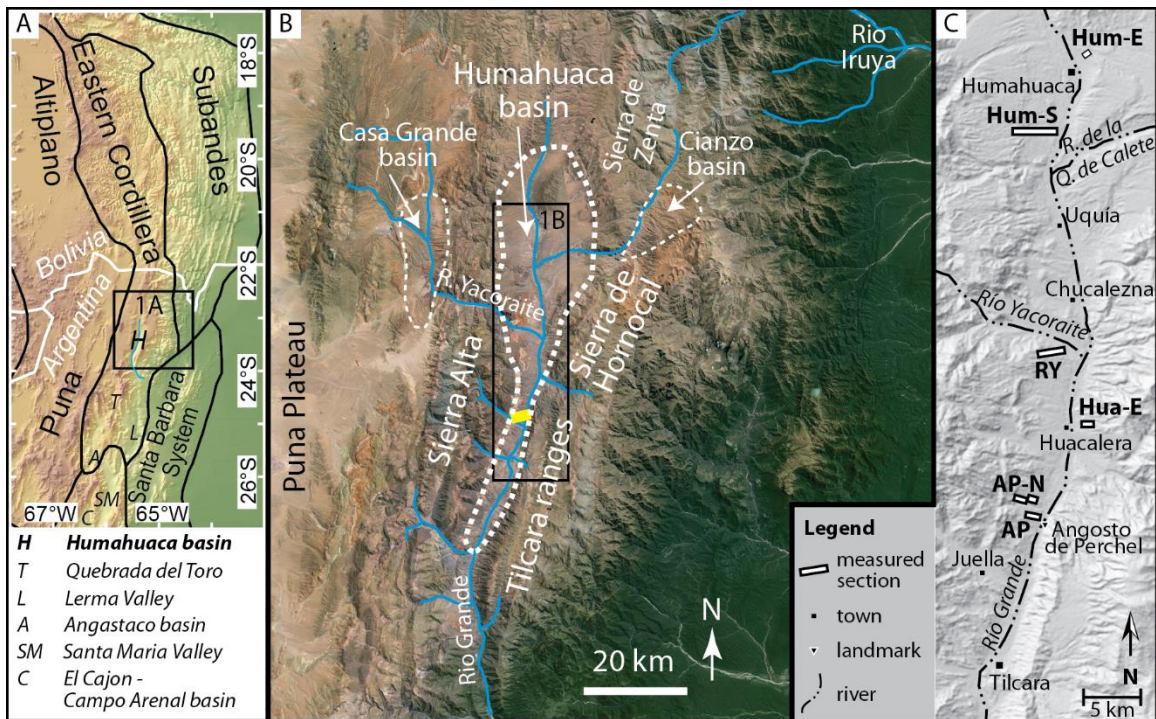 A
18°S
20°S
22°S
24°S
26°S
67°W
65°W
Altiplano
Eastern Cordillera
Subandes
Bolivia
Argentina
1A
H
Puna
T
L
A
SM
C
Santa Barbara
System
H Humahuaca basin
T Quebrada del Toro
L Lerma Valley
A Angastaco basin
SM Santa Maria Valley
C El Cajon -
Campo Arenal basin
B
Rio
Iruya
Humahuaca
basin
Casa Grande
basin
Sierra de
Zenta
Cianzo
basin
1B
R. Yacoraite
Sierra de
Hornocal
Puna Plateau
Sierra Alta
Tilcara ranges
Rio Grande
N
20 km
Legend
measured
section
town
landmark
river
C
Hum-E
Humahuaca
Hum-S
R. de la
Q. de Calete
Uquía
Chucalezna
Río Yacoraite
RY
Hua-E
Huacalera
AP-N
AP
Angosto
de Perchel
Juella
Río Grande
Tilcara
N
5 km